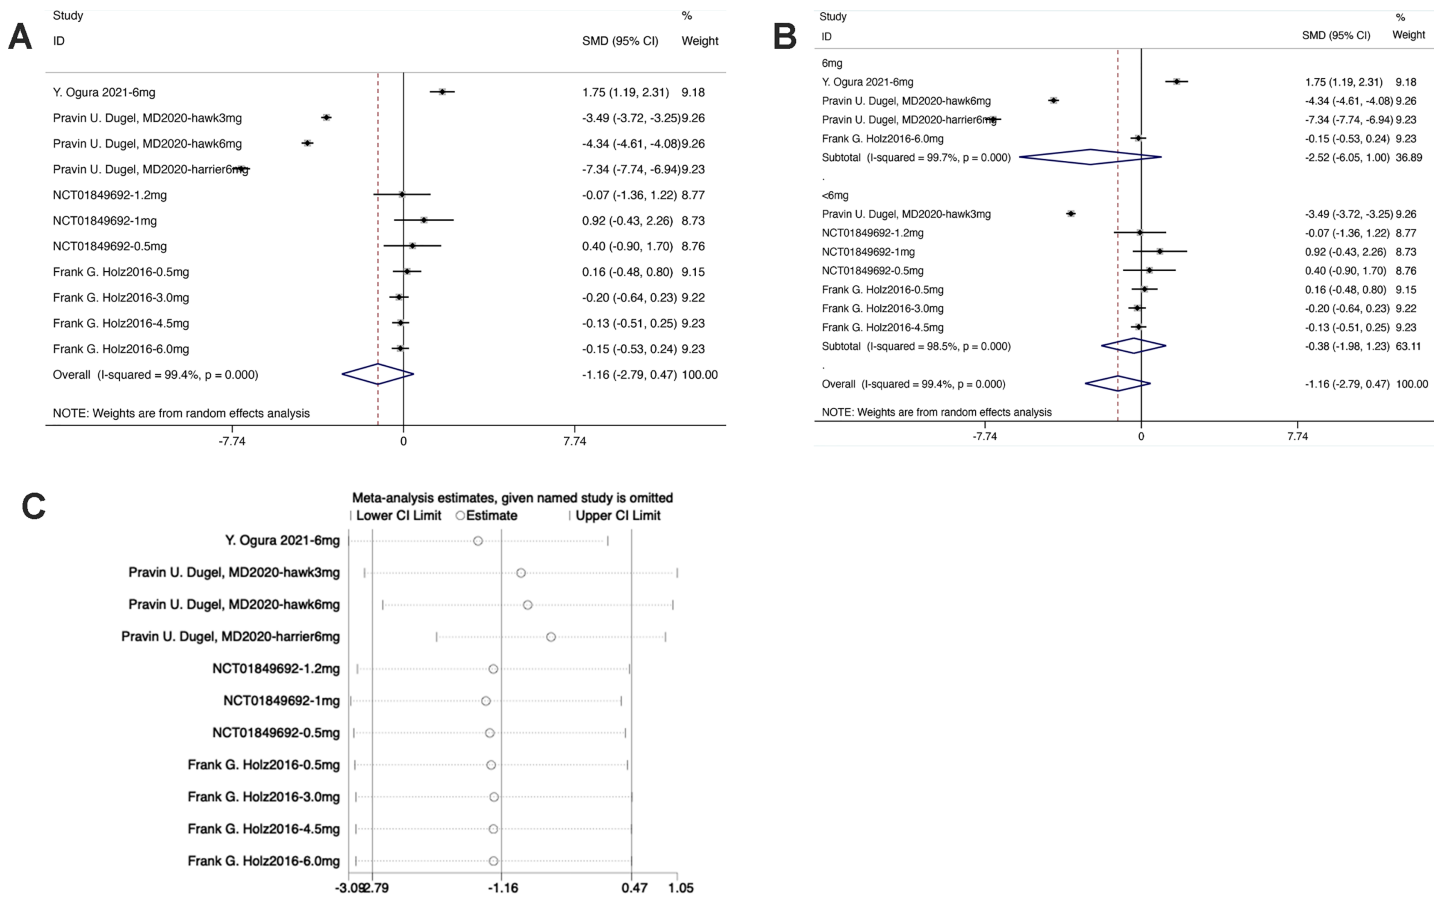 A
Study %
ID SMD (95% CI) Weight
Y. Ogura 2021-6mg 1.75 (1.19, 2.31) 9.18
Pravin U. Dugel, MD2020-hawk3mg -3.49 (-3.72, -3.25) 9.26
Pravin U. Dugel, MD2020-hawk6mg -4.34 (-4.61, -4.08) 9.26
Pravin U. Dugel, MD2020-harrier6mg -7.34 (-7.74, -6.94) 9.23
NCT01849692-1.2mg -0.07 (-1.36, 1.22) 8.77
NCT01849692-1mg 0.92 (-0.43, 2.26) 8.73
NCT01849692-0.5mg 0.40 (-0.90, 1.70) 8.76
Frank G. Holz2016-0.5mg 0.16 (-0.48, 0.80) 9.15
Frank G. Holz2016-3.0mg -0.20 (-0.64, 0.23) 9.22
Frank G. Holz2016-4.5mg -0.13 (-0.51, 0.25) 9.23
Frank G. Holz2016-6.0mg -0.15 (-0.53, 0.24) 9.23
Overall (I-squared = 99.4%, p = 0.000) -1.16 (-2.79, 0.47) 100.00
NOTE: Weights are from random effects analysis
-7.74 0 7.74
B
Study %
ID SMD (95% CI) Weight
6mg
Y. Ogura 2021-6mg 1.75 (1.19, 2.31) 9.18
Pravin U. Dugel, MD2020-hawk6mg -4.34 (-4.61, -4.08) 9.26
Pravin U. Dugel, MD2020-harrier6mg -7.34 (-7.74, -6.94) 9.23
Frank G. Holz2016-6.0mg -0.15 (-0.53, 0.24) 9.23
Subtotal (I-squared = 99.7%, p = 0.000) -2.52 (-6.05, 1.00) 36.89
.
<6mg
Pravin U. Dugel, MD2020-hawk3mg -3.49 (-3.72, -3.25) 9.26
NCT01849692-1.2mg -0.07 (-1.36, 1.22) 8.77
NCT01849692-1mg 0.92 (-0.43, 2.26) 8.73
NCT01849692-0.5mg 0.40 (-0.90, 1.70) 8.76
Frank G. Holz2016-0.5mg 0.16 (-0.48, 0.80) 9.15
Frank G. Holz2016-3.0mg -0.20 (-0.64, 0.23) 9.22
Frank G. Holz2016-4.5mg -0.13 (-0.51, 0.25) 9.23
Subtotal (I-squared = 98.5%, p = 0.000) -0.38 (-1.98, 1.23) 63.11
.
Overall (I-squared = 99.4%, p = 0.000) -1.16 (-2.79, 0.47) 100.00
NOTE: Weights are from random effects analysis
-7.74 0 7.74
C
Meta-analysis estimates, given named study is omitted
Lower CI Limit Estimate Upper CI Limit
Y. Ogura 2021-6mg
Pravin U. Dugel, MD2020-hawk3mg
Pravin U. Dugel, MD2020-hawk6mg
Pravin U. Dugel, MD2020-harrier6mg
NCT01849692-1.2mg
NCT01849692-1mg
NCT01849692-0.5mg
Frank G. Holz2016-0.5mg
Frank G. Holz2016-3.0mg
Frank G. Holz2016-4.5mg
Frank G. Holz2016-6.0mg
-3.09 2.79 -1.16 0.47 1.05